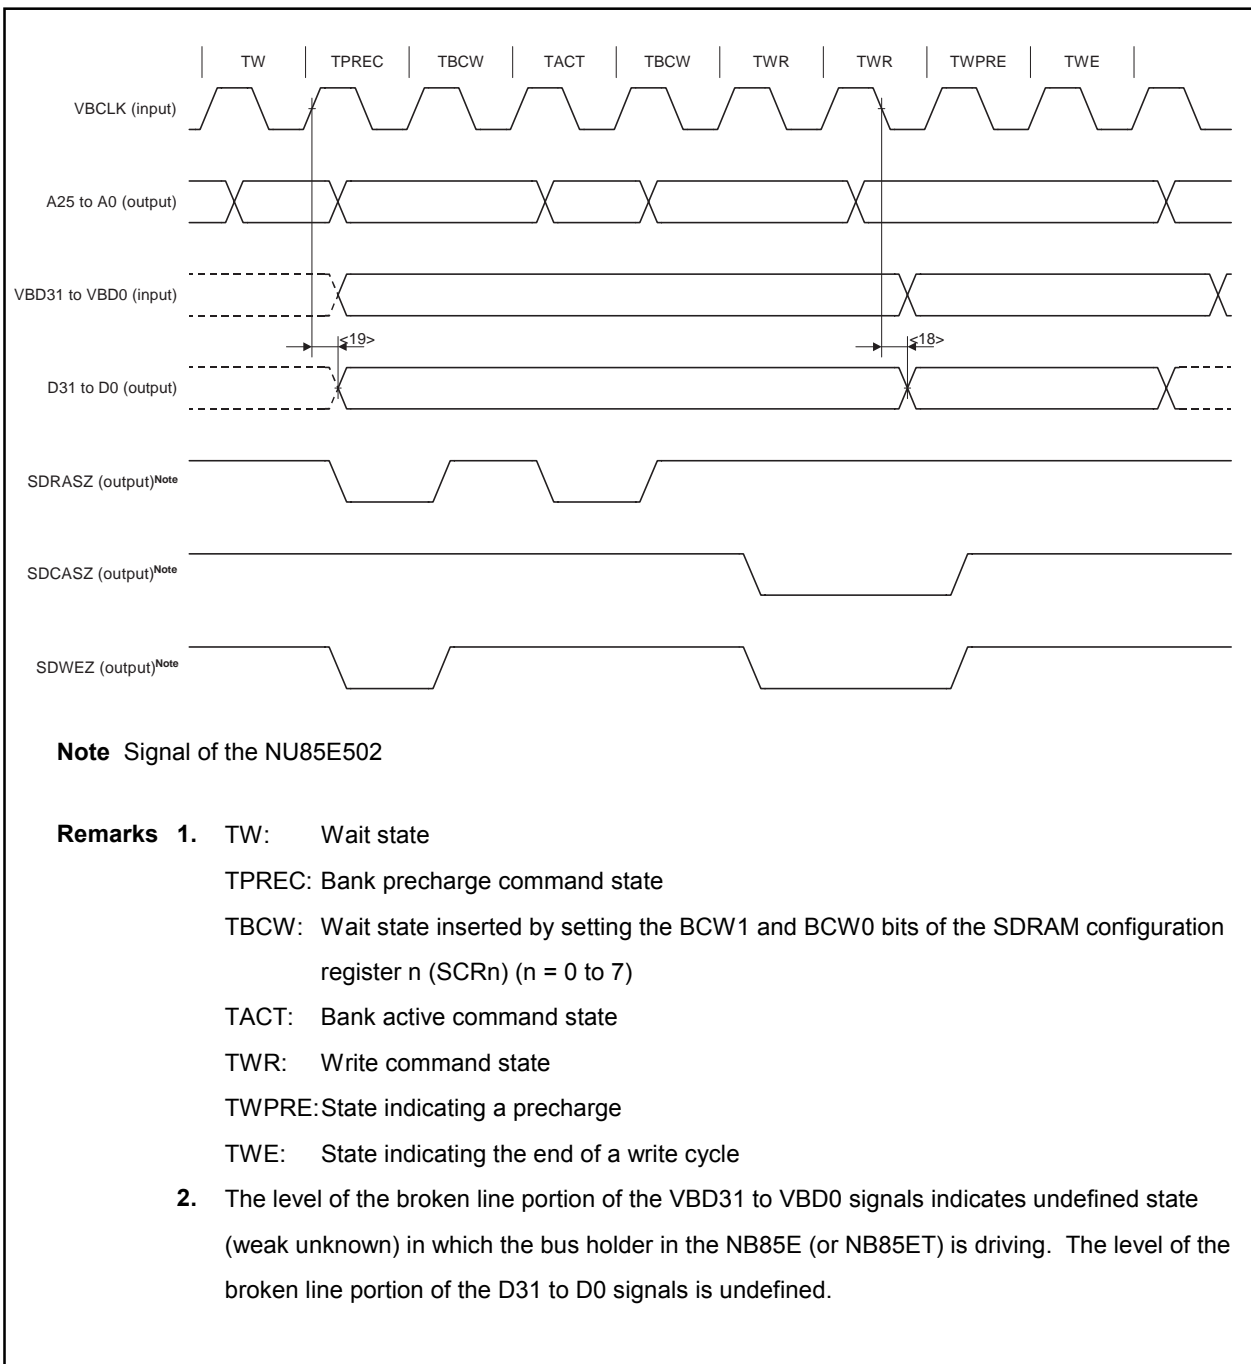 TW TPREC TBCW TACT TBCW TWR TWR TWPRE TWE
VBCLK (input)
A25 to A0 (output)
VBD31 to VBD0 (input)
<19> <18>
D31 to D0 (output)
SDRASZ (output)Note
SDCASZ (output)Note
SDWEZ (output)Note
Note Signal of the NU85E502
Remarks 1. TW: Wait state
TPREC: Bank precharge command state
TBCW: Wait state inserted by setting the BCW1 and BCW0 bits of the SDRAM configuration
register n (SCRn) (n = 0 to 7)
TACT: Bank active command state
TWR: Write command state
TWPRE: State indicating a precharge
TWE: State indicating the end of a write cycle
2. The level of the broken line portion of the VBD31 to VBD0 signals indicates undefined state
(weak unknown) in which the bus holder in the NB85E (or NB85ET) is driving. The level of the
broken line portion of the D31 to D0 signals is undefined.